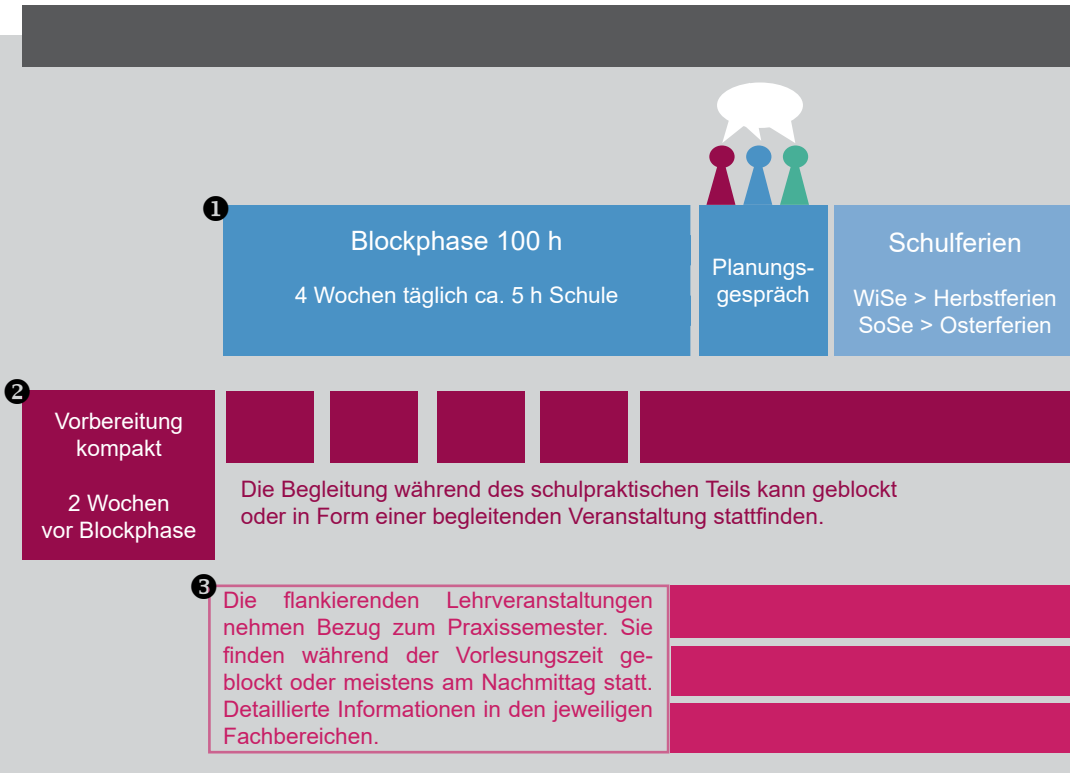 ❶
Blockphase 100 h
4 Wochen täglich ca. 5 h Schule
Planungs-
gespräch
Schulferien
WiSe > Herbstferien
SoSe > Osterferien
❷
Vorbereitung
kompakt
2 Wochen
vor Blockphase
Die Begleitung während des schulpraktischen Teils kann geblockt
oder in Form einer begleitenden Veranstaltung stattfinden.
❸
Die flankierenden Lehrveranstaltungen
nehmen Bezug zum Praxissemester. Sie
finden während der Vorlesungszeit ge-
blockt oder meistens am Nachmittag statt.
Detaillierte Informationen in den jeweiligen
Fachbereichen.